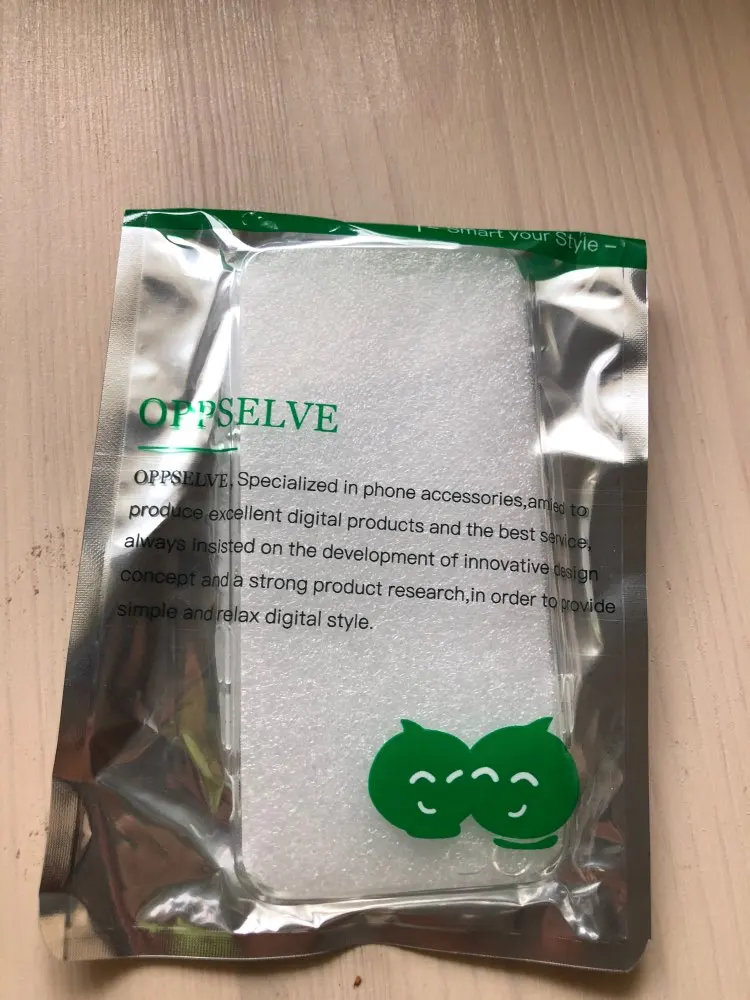 Smart your Style –
OPPSELVE
OPPSELVE. Specialized in phone accessories,amied to
produce excellent digital products and the best service,
always Insisted on the development of innovative design
concept and a strong product research,in order to provide
simple and relax digital style.